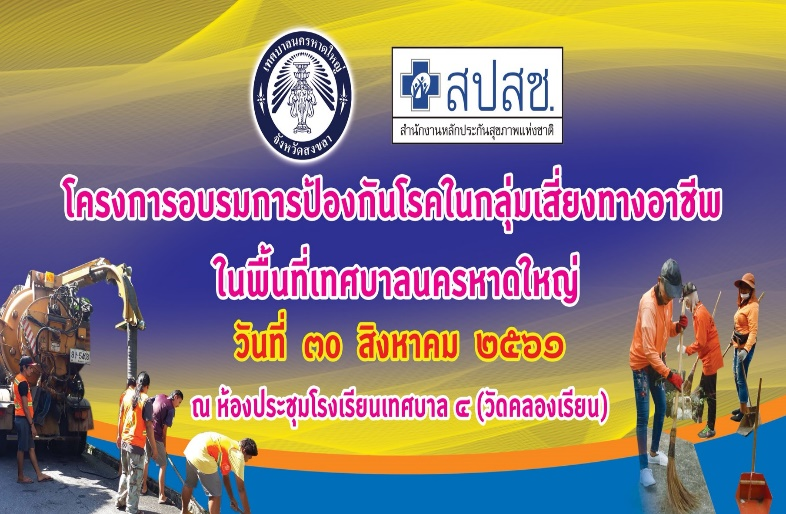 เทศบาลนครหาดใหญ่
จังหวัดสงขลา
สปสช.
สำนักงานหลักประกันสุขภาพแห่งชาติ
โครงการอบรมการป้องกันโรคในกลุ่มเสี่ยงทางอาชีพ
ในพื้นที่เทศบาลนครหาดใหญ่
วันที่ ๓๐ สิงหาคม ๒๕๖๑
ณ ห้องประชุมโรงเรียนเทศบาล ๔ (วัดคลองเรียน)